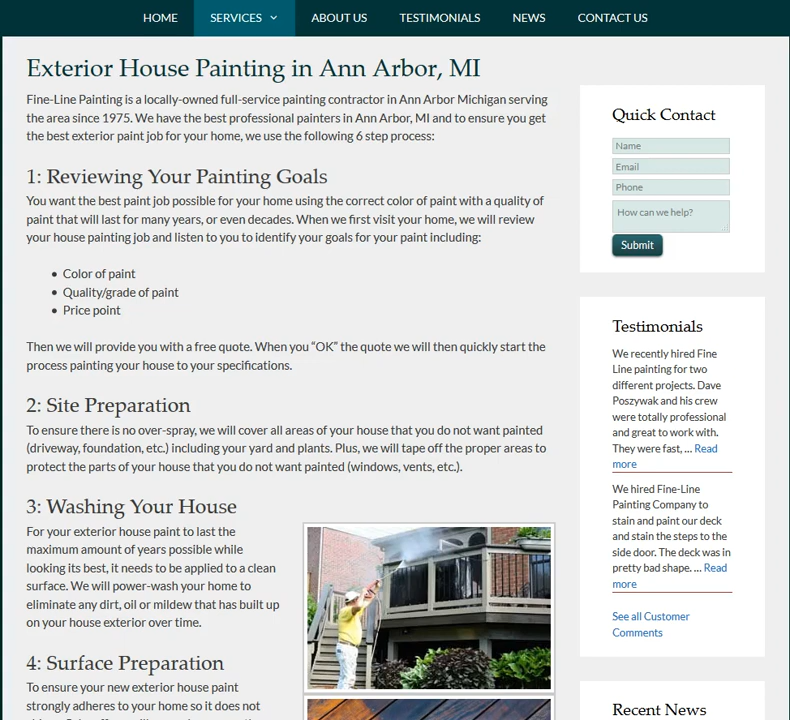 HOME SERVICES ABOUT US TESTIMONIALS NEWS CONTACT US
Exterior House Painting in Ann Arbor, MI
Fine-Line Painting is a locally-owned full-service painting contractor in Ann Arbor Michigan serving
the area since 1975. We have the best professional painters in Ann Arbor, MI and to ensure you get
the best exterior paint job for your home, we use the following 6 step process:
1: Reviewing Your Painting Goals
You want the best paint job possible for your home using the correct color of paint with a quality of
paint that will last for many years, or even decades. When we first visit your home, we will review
your house painting job and listen to you to identify your goals for your paint including:
• Color of paint
• Quality/grade of paint
• Price point
Then we will provide you with a free quote. When you “OK” the quote we will then quickly start the
process painting your house to your specifications.
2: Site Preparation
To ensure there is no over-spray, we will cover all areas of your house that you do not want painted
(driveway, foundation, etc.) including your yard and plants. Plus, we will tape off the proper areas to
protect the parts of your house that you do not want painted (windows, vents, etc.).
3: Washing Your House
For your exterior house paint to last the
maximum amount of years possible while
looking its best, it needs to be applied to a clean
surface. We will power-wash your home to
eliminate any dirt, oil or mildew that has built up
on your house exterior over time.
4: Surface Preparation
To ensure your new exterior house paint
strongly adheres to your home so it does not
Quick Contact
Name
Email
Phone
How can we help?
Submit
Testimonials
We recently hired Fine
Line painting for two
different projects. Dave
Poszywak and his crew
were totally professional
and great to work with.
They were fast, ... Read
more
We hired Fine-Line
Painting Company to
stain and paint our deck
and stain the steps to the
side door. The deck was in
pretty bad shape. ... Read
more
See all Customer
Comments
Recent News